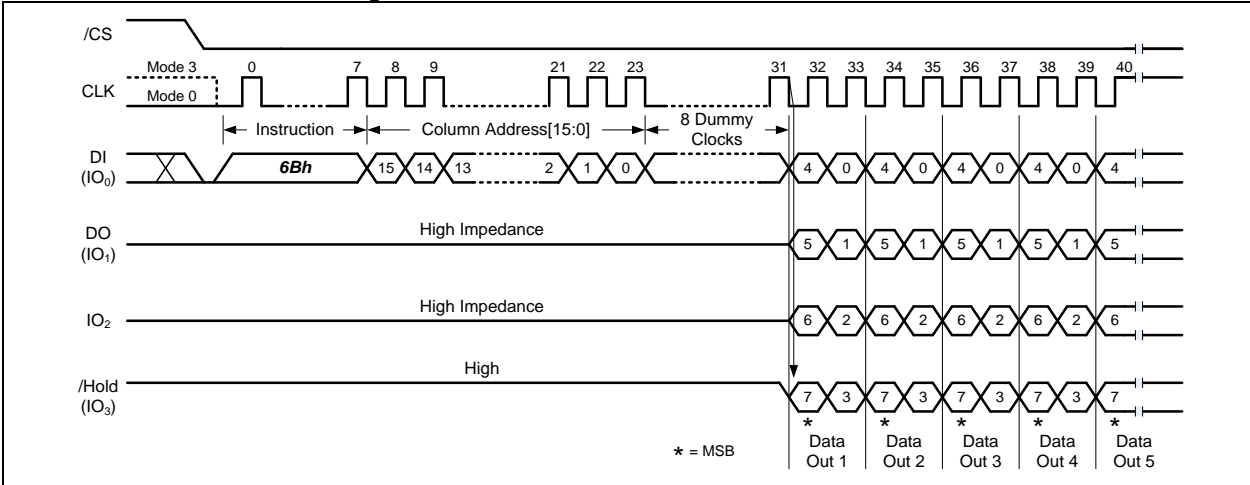 /CS
Mode 3 0 7 8 9 21 22 23 31 32 33 34 35 36 37 38 39 40
CLK
Mode 0
Instruction Column Address[15:0] 8 Dummy
Clocks
DI
(IO0) 6Bh 15 14 13 2 1 0 4 0 4 0 4 0 4 0 4
High Impedance
DO
(IO1) 5 1 5 1 5 1 5 1 5
High Impedance
IO2 6 2 6 2 6 2 6 2 6
High
/Hold
(IO3) 7 3 7 3 7 3 7 3 7
* * * * *
* = MSB
Data Data Data Data Data
Out 1 Out 2 Out 3 Out 4 Out 5